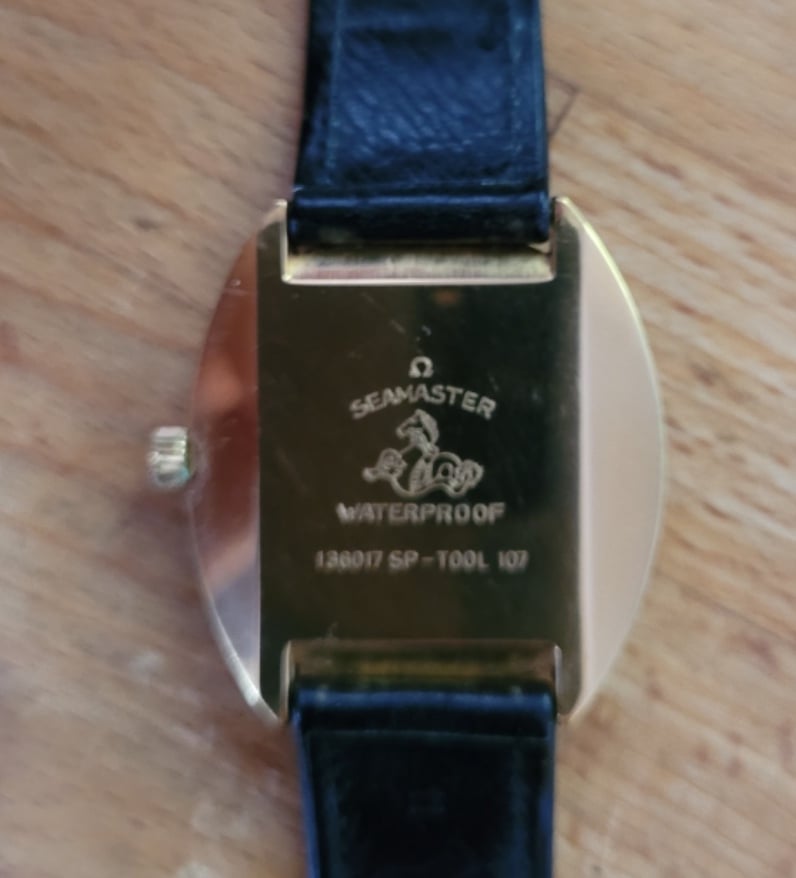 Ω
SEAMASTER
WATERPROOF
136017 SP-TOOL 107